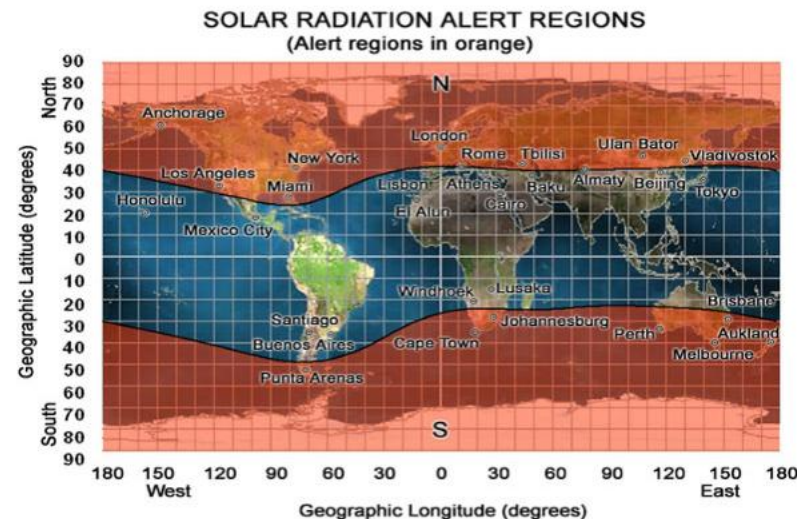 SOLAR RADIATION ALERT REGIONS
(Alert regions in orange)
90
80
70
60
50
40
30
20
10
0
10
20
30
40
50
60
70
80
90
North
Geographic Latitude (degrees)
South
N
Anchorage
London
Ulan Bator
New York
Rome Tbilisi
Vladivostok
Los Angeles
Miami
Lisbon Athens Baku Almaty Beijing
Honolulu
Cairo
Tokyo
El Aiun
Mexico City
Windhoek Lusaka
Brisbane
Santiago
Johannesburg
Perth Aukland
Buenos Aires
Cape Town
Melbourne
Punta Arenas
S
180 150 120 90 60 30 0 30 60 90 120 150 180
West East
Geographic Longitude (degrees)